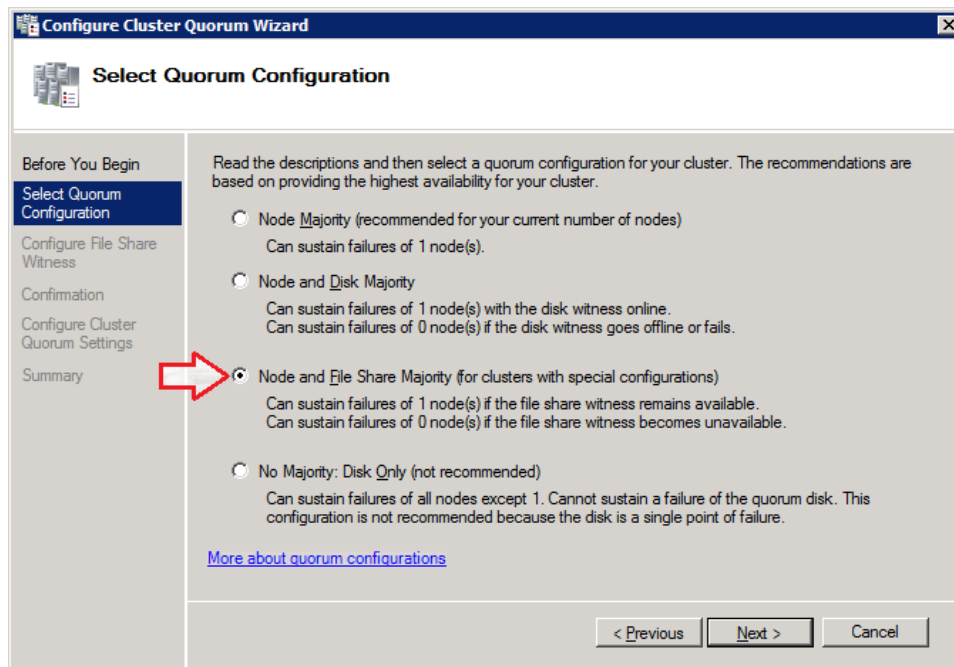 Configure Cluster Quorum Wizard
Select Quorum Configuration
Before You Begin
Select Quorum
Configuration
Configure File Share
Witness
Confirmation
Configure Cluster
Quorum Settings
Summary
Read the descriptions and then select a quorum configuration for your cluster. The recommendations are
based on providing the highest availability for your cluster.
Node Majority (recommended for your current number of nodes)
Can sustain failures of 1 node(s).
Node and Disk Majority
Can sustain failures of 1 node(s) with the disk witness online.
Can sustain failures of 0 node(s) if the disk witness goes offline or fails.
Node and File Share Majority (for clusters with special configurations)
Can sustain failures of 1 node(s) if the file share witness remains available.
Can sustain failures of 0 node(s) if the file share witness becomes unavailable.
No Majority: Disk Only (not recommended)
Can sustain failures of all nodes except 1. Cannot sustain a failure of the quorum disk. This
configuration is not recommended because the disk is a single point of failure.
More about quorum configurations
< Previous
Next >
Cancel